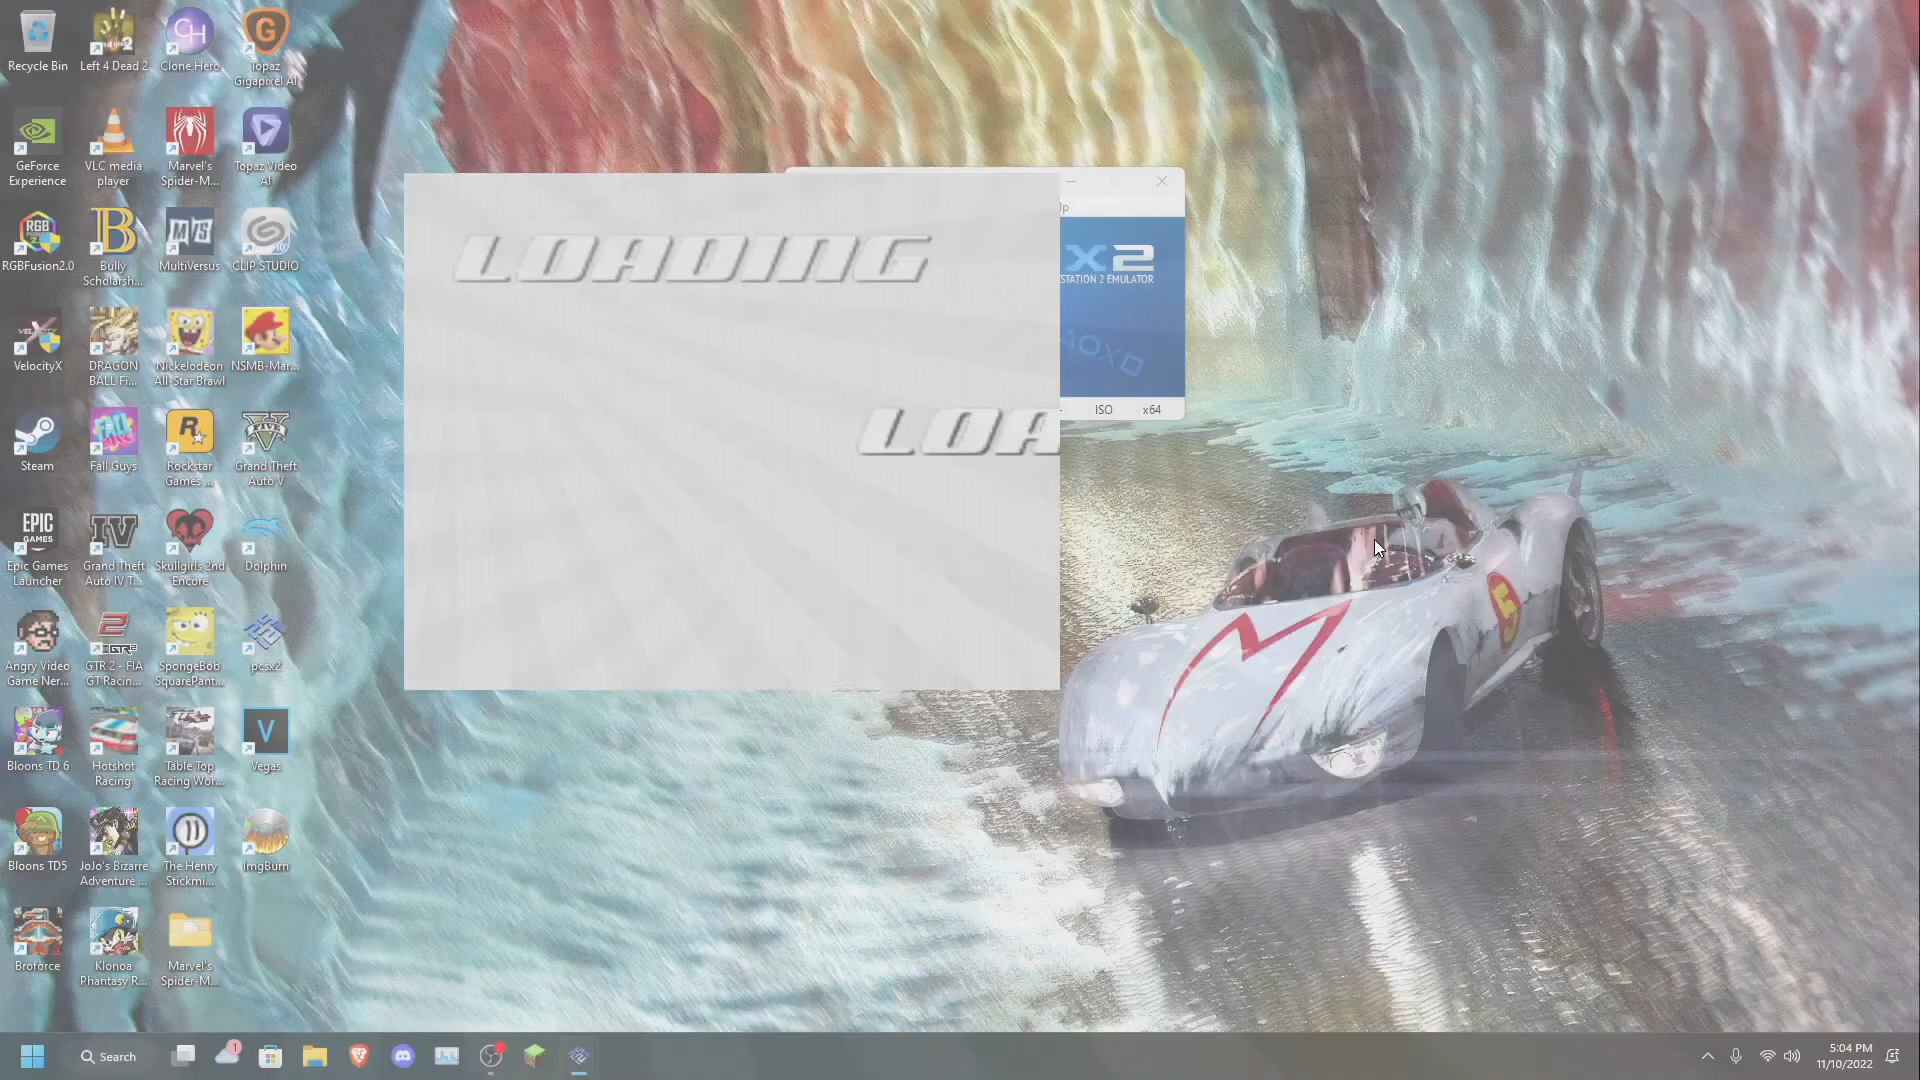 Recycle Bin
Left 4 Dead 2
Clone Hero
Topaz
Gigapixel AI
GeForce
Experience
VLC media
player
Marvel's
Spider-M...
Topaz Video
AI
RGBFusion2.0
Bully
Scholarsh...
MultiVersus
CLIP STUDIO
VelocityX
DRAGON
BALL Fi...
Nickelodeon
All-Star Brawl
NSMB-Mar...
Steam
Fall Guys
Rockstar
Games ...
Grand Theft
Auto V
Epic Games
Launcher
Grand Theft
Auto IV T...
Skullgirls 2nd
Encore
Dolphin
Angry Video
Game Ner...
GTR 2 - FIA
GT Racin...
SpongeBob
SquarePant...
pcsx2
Bloons TD 6
Hotshot
Racing
Table Top
Racing Wor...
Vegas
Bloons TD5
JoJo's Bizarre
Adventure ...
The Henry
Stickmi...
ImgBurn
Broforce
Klonoa
Phantasy R...
Marvel's
Spider-M...
LOADING
LOA
lp
X2
STATION 2 EMULATOR
ISO
x64
M
5
Search
1
5:04 PM
11/10/2022